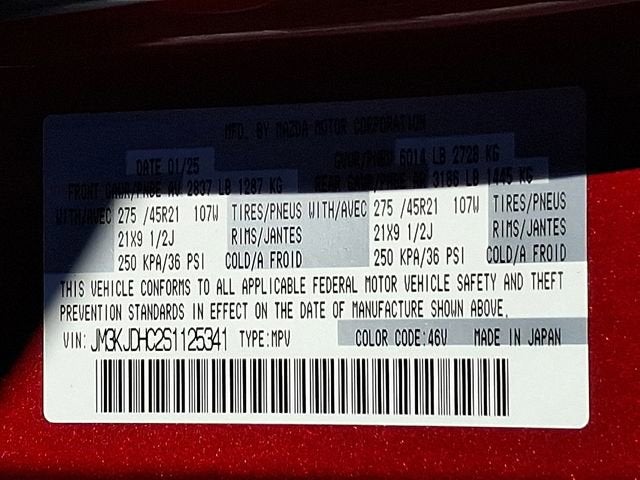 MFD. BY MAZDA MOTOR CORPORATION
DATE 01/25 GVWR/PNBV 6014 LB 2728 KG
FRONT GAWR/PNBE AV 2837 LB 1287 KG REAR GAWR/PNBE AR 3186 LB 1445 KG
WITH/AVEC 275 /45R21 107W TIRES/PNEUS WITH/AVEC 275 /45R21 107W TIRES/PNEUS
21X9 1/2J RIMS/JANTES 21X9 1/2J RIMS/JANTES
250 KPA/36 PSI COLD/A FROID 250 KPA/36 PSI COLD/A FROID
THIS VEHICLE CONFORMS TO ALL APPLICABLE FEDERAL MOTOR VEHICLE SAFETY AND THEFT
PREVENTION STANDARDS IN EFFECT ON THE DATE OF MANUFACTURE SHOWN ABOVE.
VIN: JM3KJDHC2S1125341 TYPE:MPV COLOR CODE:46V MADE IN JAPAN